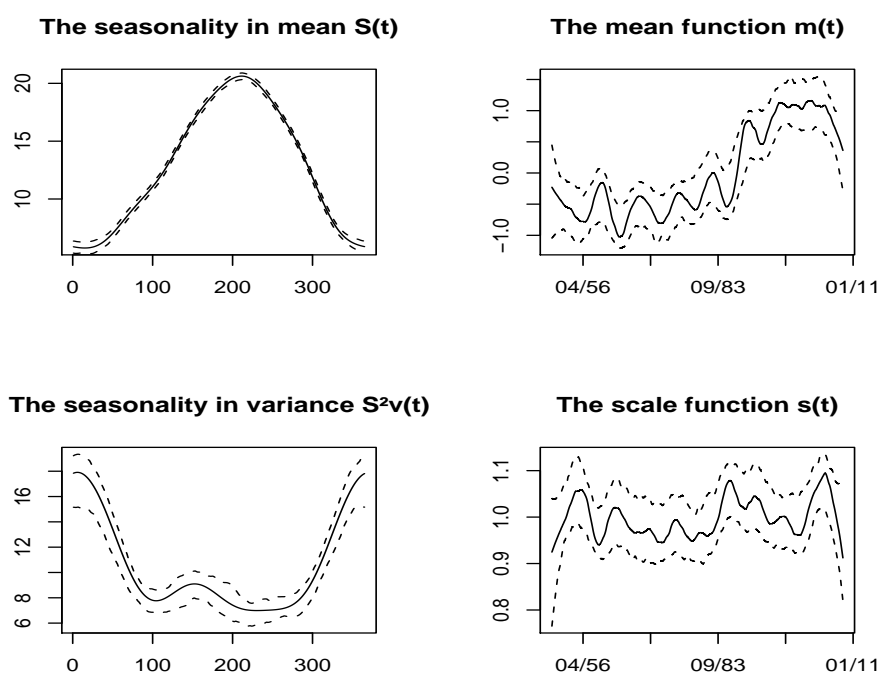 The seasonality in mean S(t)
20
15
10
0 100 200 300
The mean function m(t)
1.0
0.0
−1.0
04/56 09/83 01/11
The seasonality in variance S²v(t)
16
12
8
6
0 100 200 300
The scale function s(t)
1.1
1.0
0.9
0.8
04/56 09/83 01/11